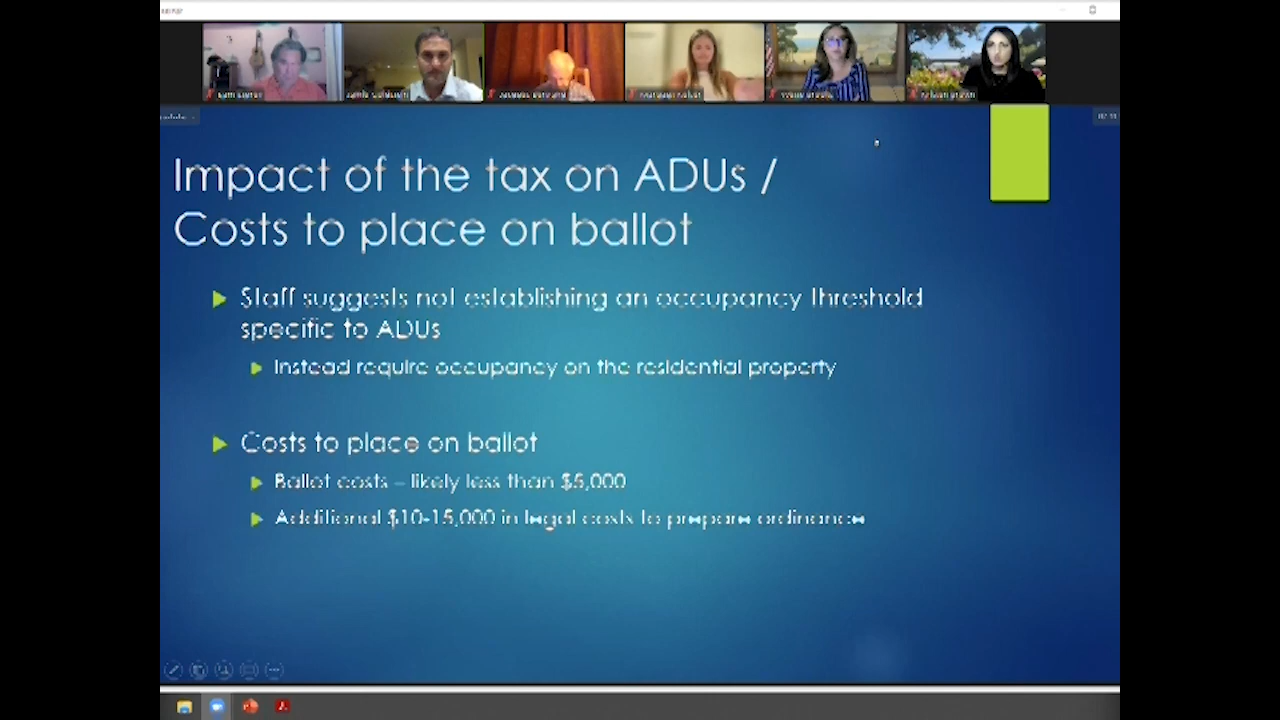 Impact of the tax on ADUs /
Costs to place on ballot
Staff suggests not establishing an occupancy threshold
specific to ADUs
Instead require occupancy on the residential property
Costs to place on ballot
Ballot costs – likely less than $5,000
Additional $10-15,000 in legal costs to prepare ordinance